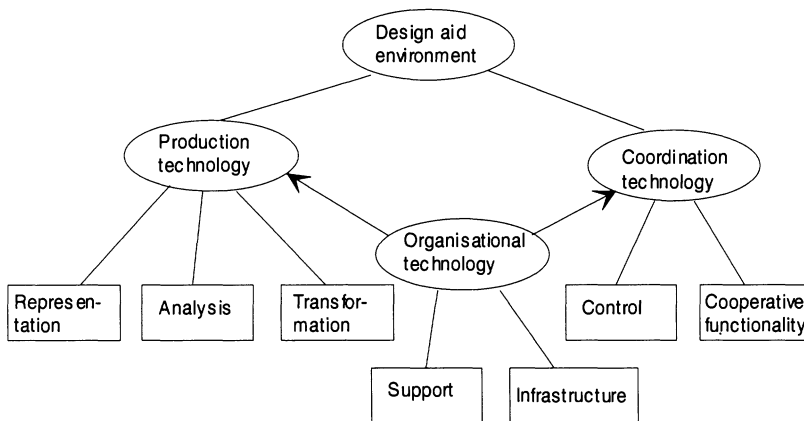 Design aid
environment
Production
technology
Coordination
technology
Organisational
technology
Represen-
tation
Analysis
Transfor-
mation
Control
Cooperative
functionality
Support
Infrastructure